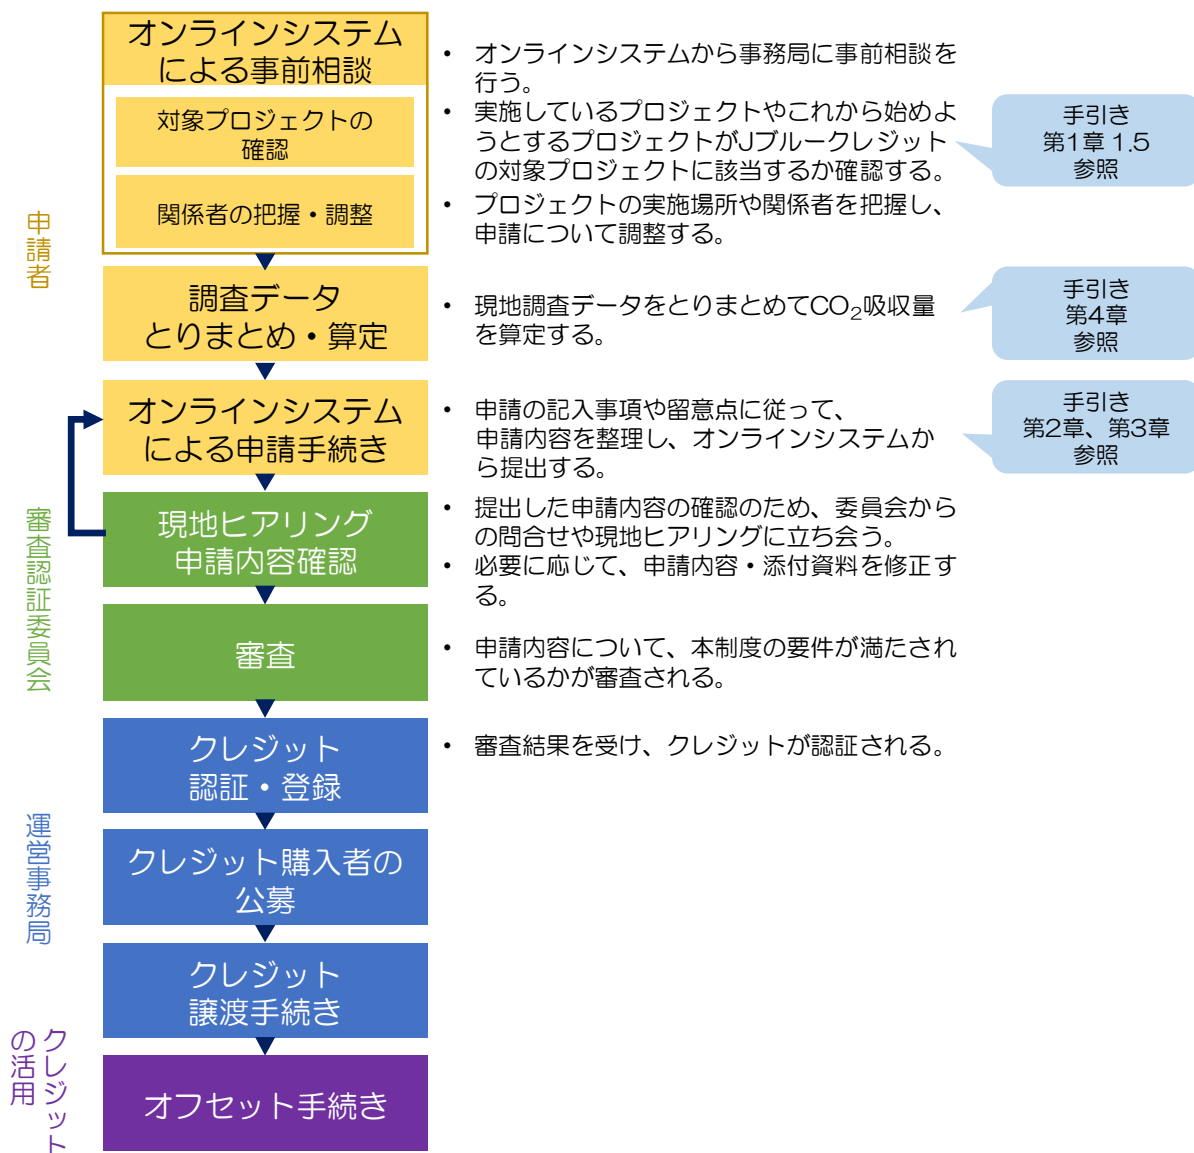 オンラインシステム
による事前相談
対象プロジェクトの
確認
関係者の把握・調整
• オンラインシステムから事務局に事前相談を
行う。
• 実施しているプロジェクトやこれから始めよ
うとするプロジェクトがJブルークレジット
の対象プロジェクトに該当するか確認する。
• プロジェクトの実施場所や関係者を把握し、
申請について調整する。
手引き
第1章 1.5
参照
申請者
調査データ
とりまとめ・算定
• 現地調査データをとりまとめてCO₂吸収量
を算定する。
手引き
第4章
参照
オンラインシステム
による申請手続き
• 申請の記入事項や留意点に従って、
申請内容を整理し、オンラインシステムか
ら提出する。
手引き
第2章、第3章
参照
審査認証委員会
現地ヒアリング
申請内容確認
• 提出した申請内容の確認のため、委員会から
の問合せや現地ヒアリングに立ち会う。
• 必要に応じて、申請内容・添付資料を修正す
る。
審査
• 申請内容について、本制度の要件が満たされ
ているかが審査される。
運営事務局
クレジット
認証・登録
• 審査結果を受け、クレジットが認証される。
クレジット購入者の
公募
クレジット
譲渡手続き
クレジット
の活用
オフセット手続き